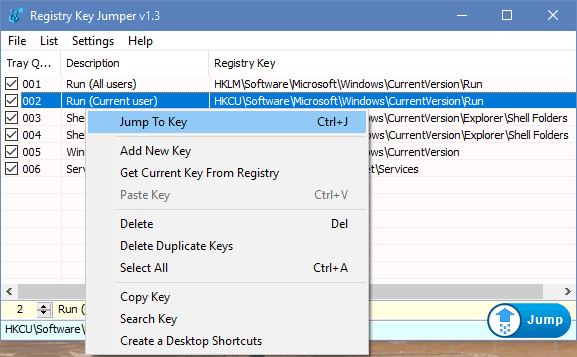 Registry Key Jumper v1.3
File List Settings Help
Tray Q... Description Registry Key
001 Run (All users) HKLM\Software\Microsoft\Windows\CurrentVersion\Run
002 Run (Current user) HKCU\Software\Microsoft\Windows\CurrentVersion\Run
003 She ows\CurrentVersion\Explorer\Shell Folders
004 She ows\CurrentVersion\Explorer\Shell Folders
005 Win ows\CurrentVersion
006 Serv et\Services
Jump To Key Ctrl+J
Add New Key
Get Current Key From Registry
Paste Key Ctrl+V
Delete Del
Delete Duplicate Keys
Select All Ctrl+A
Copy Key
Search Key
Create a Desktop Shortcuts
2 Run (
HKCU\Software\
Jump